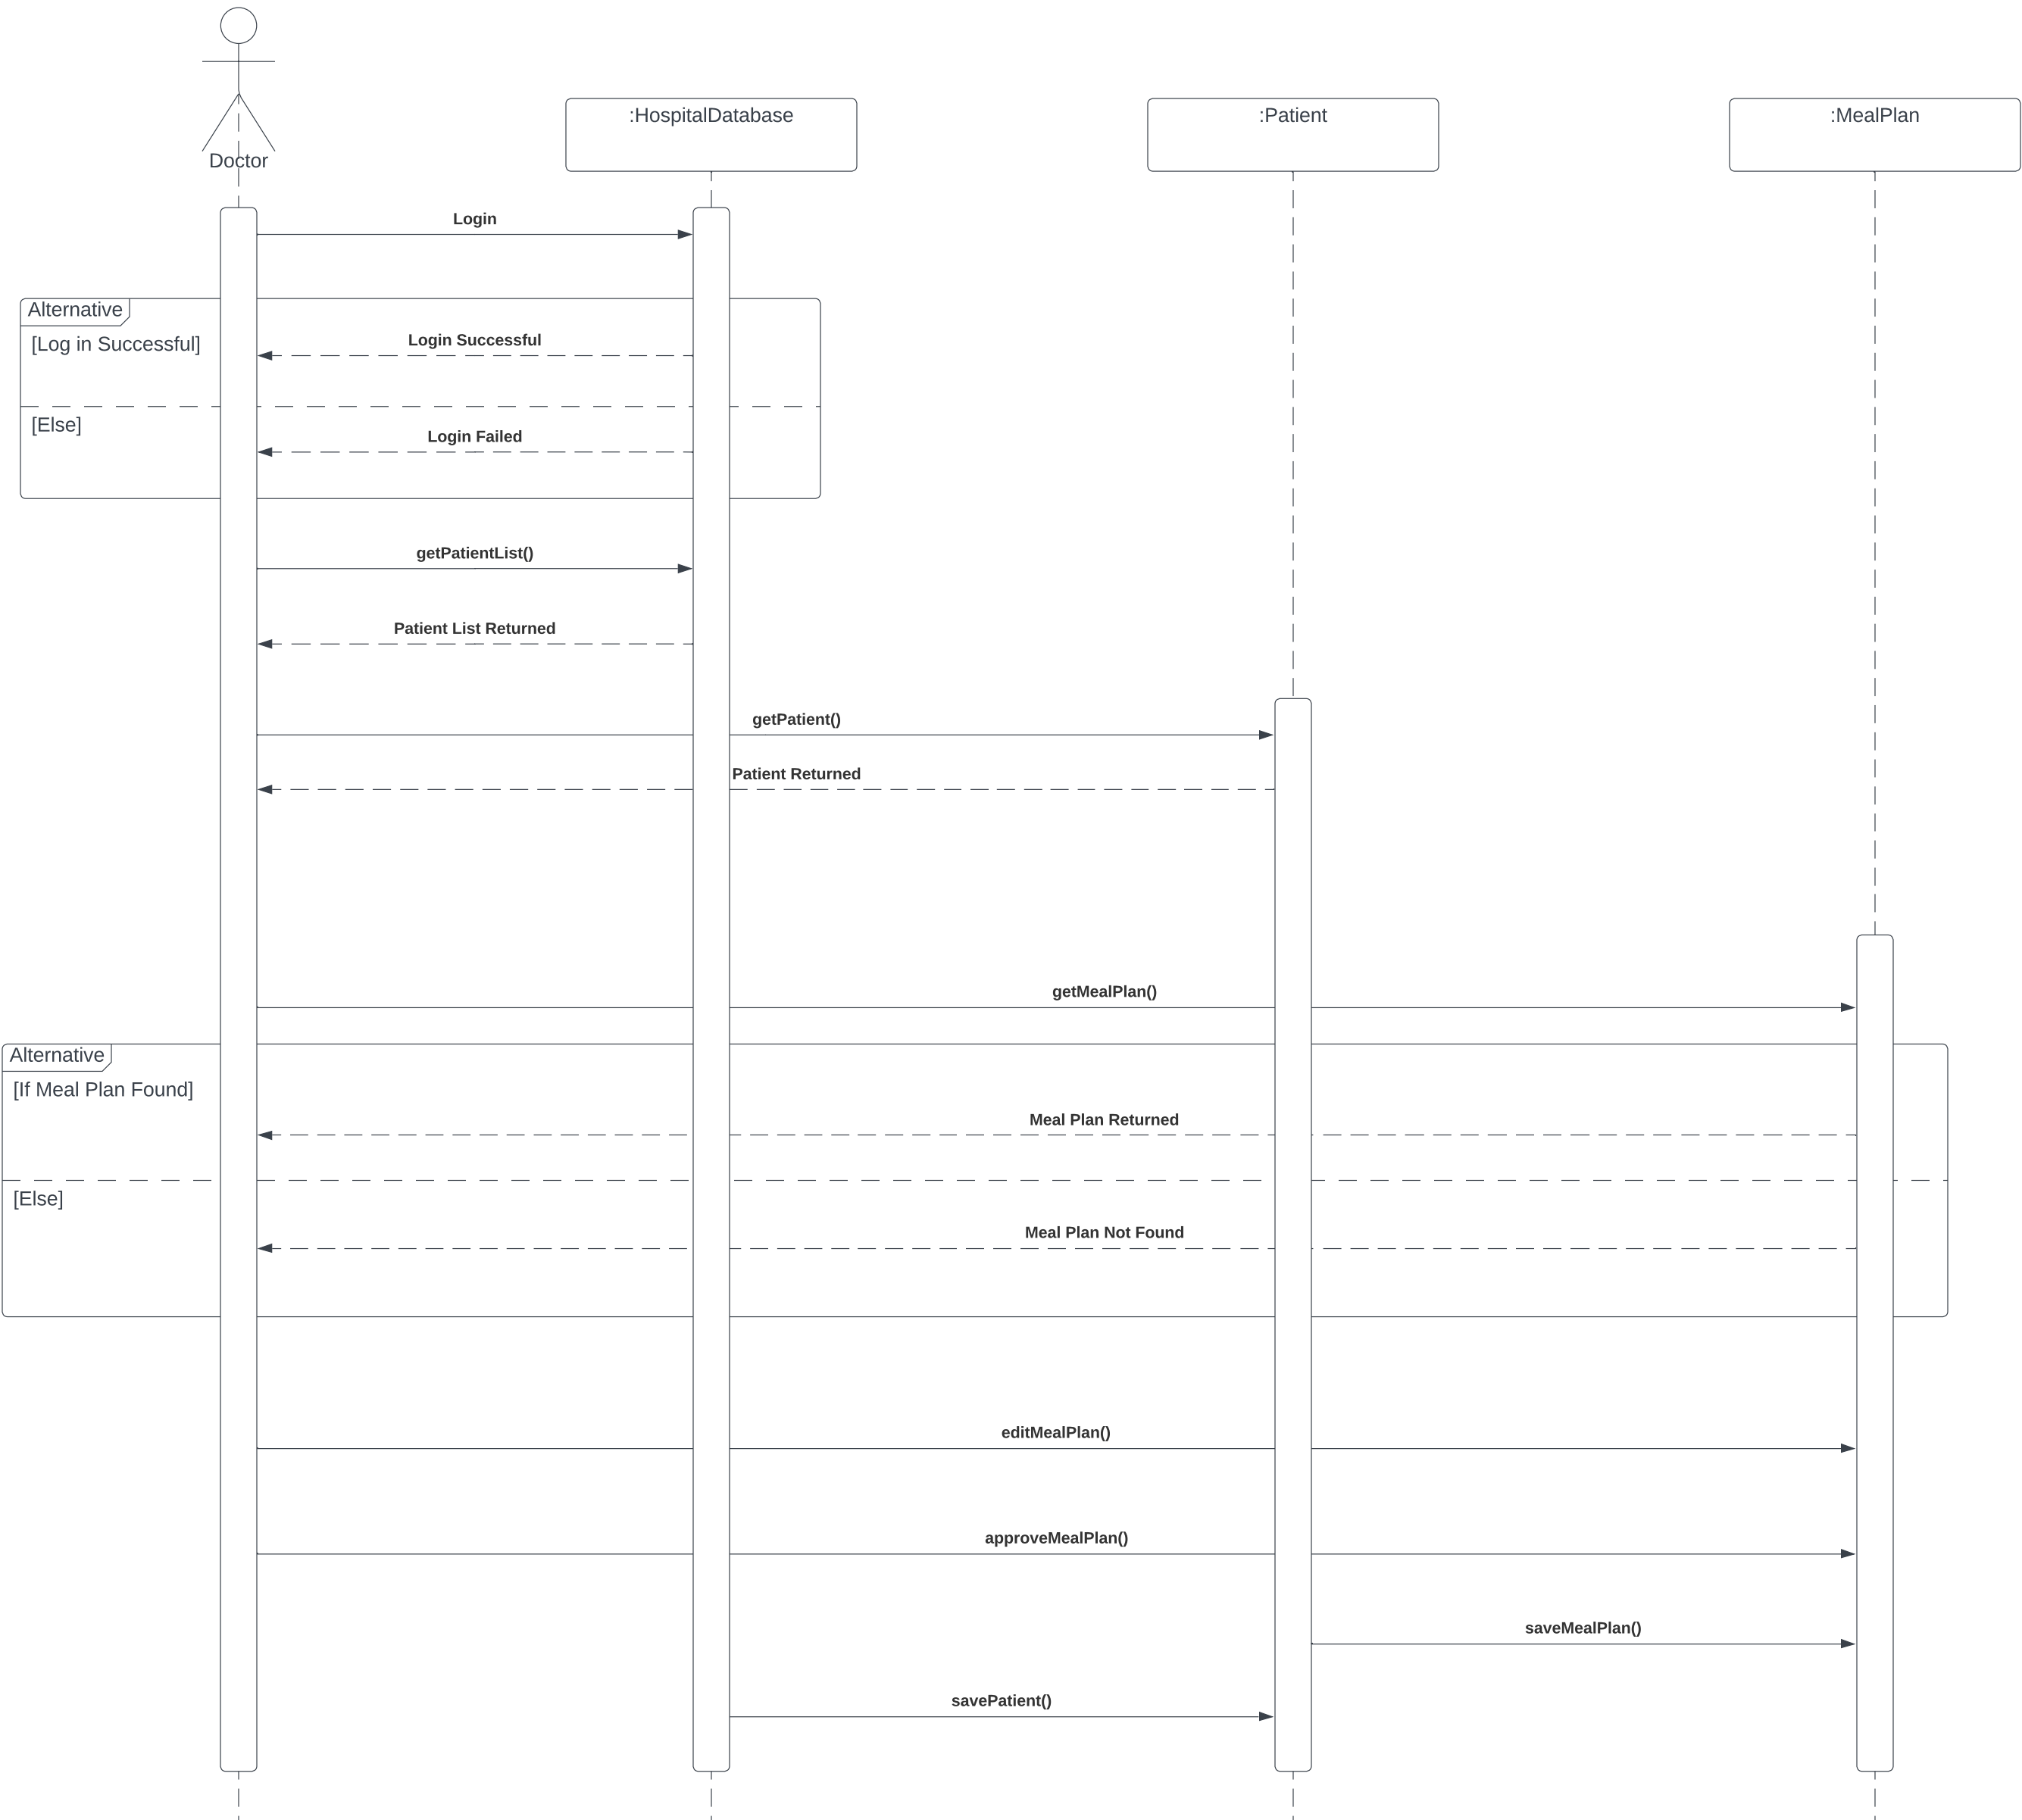 Doctor
:HospitalDatabase
:Patient
:MealPlan
Login
Alternative
[Log in Successful]
Login Successful
[Else]
Login Failed
getPatientList()
Patient List Returned
getPatient()
Patient Returned
getMealPlan()
Alternative
[If Meal Plan Found]
Meal Plan Returned
[Else]
Meal Plan Not Found
editMealPlan()
approveMealPlan()
saveMealPlan()
savePatient()